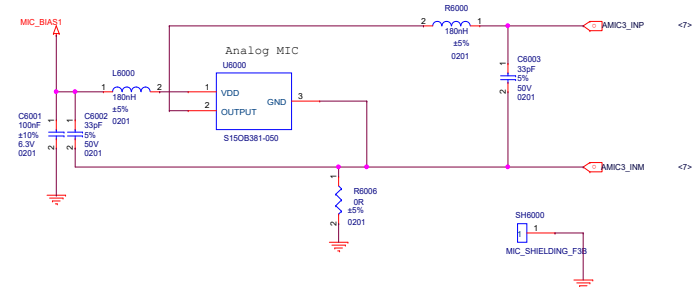 MIC_BIAS1
R6000
2
1
180nH
±5%
0201
AMIC3_INP
<7>
Analog MIC
U6000
L6000
1
2
180nH
±5%
0201
1
VDD
2
OUTPUT
GND
3
S15OB381-050
C6003
33pF
5%
50V
0201
1
2
C6001
100nF
±10%
6.3V
0201
1
2
C6002
33pF
5%
50V
0201
1
2
AMIC3_INM
<7>
R6006
0R
±5%
0201
1
2
SH6000
1
1
MIC_SHIELDING_F3B